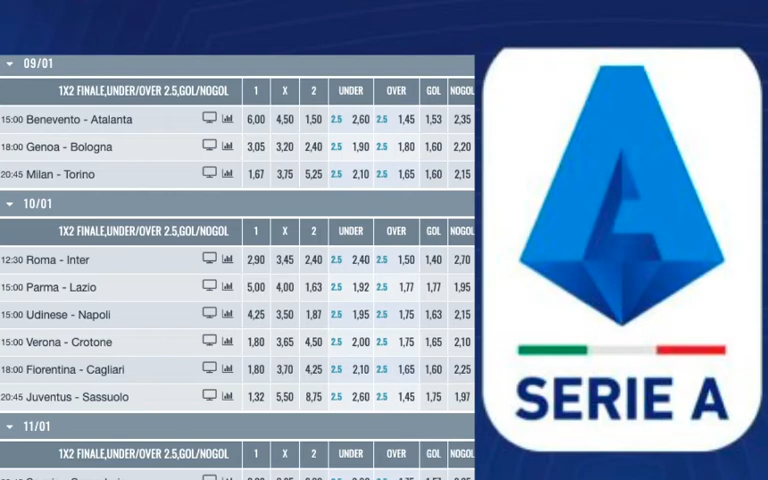 09/01
1X2 FINALE,UNDER/OVER 2.5,GOL/NOGOL 1 X 2 UNDER OVER GOL NOGOL
15:00 Benevento - Atalanta 6,00 4,50 1,50 2.5 2,60 2.5 1,45 1,53 2,35
18:00 Genoa - Bologna 3,05 3,20 2,40 2.5 1,90 2.5 1,80 1,60 2,20
20:45 Milan - Torino 1,67 3,75 5,25 2.5 2,10 2.5 1,65 1,60 2,15
10/01
1X2 FINALE,UNDER/OVER 2.5,GOL/NOGOL 1 X 2 UNDER OVER GOL NOGOL
12:30 Roma - Inter 2,90 3,45 2,40 2.5 2,40 2.5 1,50 1,40 2,70
15:00 Parma - Lazio 5,00 4,00 1,63 2.5 1,92 2.5 1,77 1,77 1,95
15:00 Udinese - Napoli 4,25 3,50 1,87 2.5 1,95 2.5 1,75 1,63 2,15
15:00 Verona - Crotone 1,80 3,65 4,50 2.5 2,00 2.5 1,75 1,65 2,10
18:00 Fiorentina - Cagliari 1,80 3,70 4,25 2.5 2,10 2.5 1,65 1,60 2,25
20:45 Juventus - Sassuolo 1,32 5,50 8,75 2.5 2,60 2.5 1,45 1,75 1,97
11/01
1X2 FINALE,UNDER/OVER 2.5,GOL/NOGOL 1 X 2 UNDER OVER GOL NOGOL
SERIE A